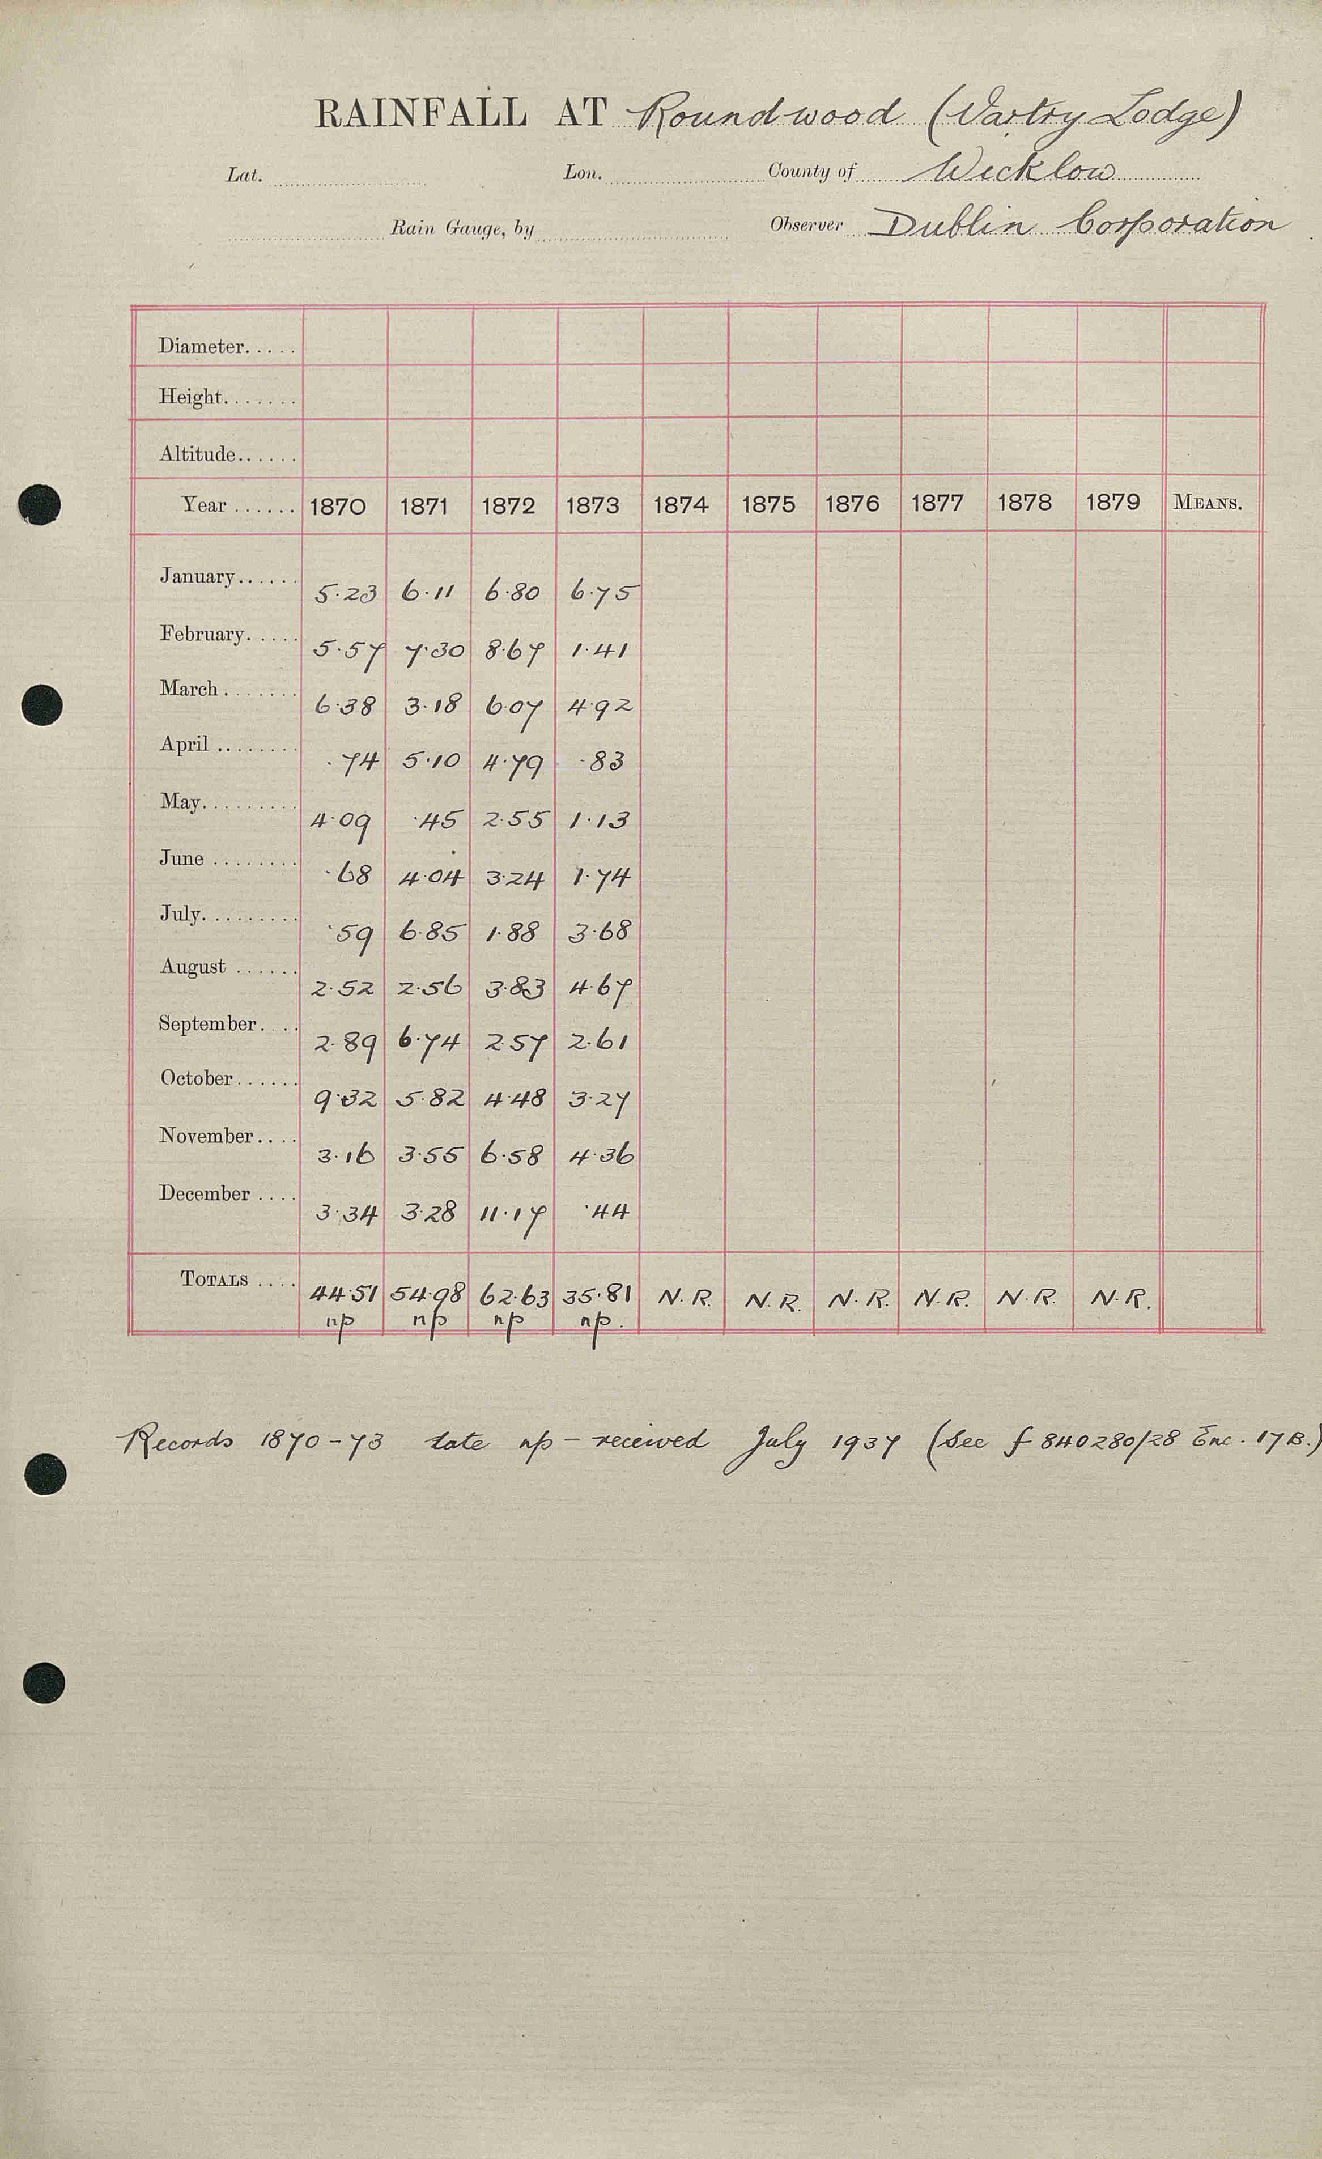 RAINFALL AT Roundwood (Vartry Lodge)
Lat. Lon. County of Wicklow
Rain Gauge, by Observer Dublin Corporation
Diameter.....
Height.......
Altitude......
Year ...... 1870 1871 1872 1873 1874 1875 1876 1877 1878 1879 MEANS.
January...... 5.23 6.11 6.80 6.75
February..... 5.57 7.30 8.67 1.41
March....... 6.38 3.18 6.07 4.92
April ........ .74 5.10 4.79 .83
May......... 4.09 .45 2.55 1.13
June ........ .68 4.04 3.24 1.74
July......... .59 6.85 1.88 3.68
August ...... 2.52 2.56 3.83 4.67
September.... 2.89 6.74 2.57 2.61
October...... 9.32 5.82 4.48 3.27
November.... 3.16 3.55 6.58 4.36
December .... 3.34 3.28 11.17 .44
TOTALS .... 44.51 54.98 62.63 35.81 N.R. N.R. N.R. N.R. N.R. N.R.
np np np np.
Records 1870-73 late np - received July 1937 (See f 840280/28 Enc. 17B.)